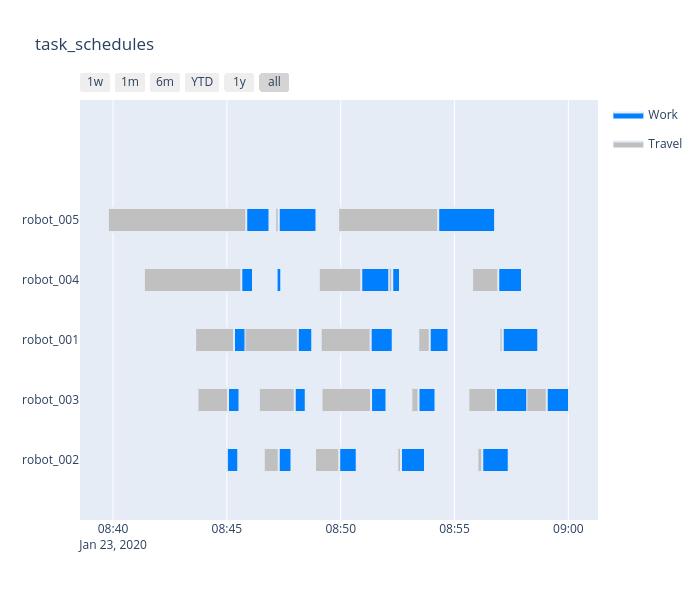 task_schedules
1w 1m 6m YTD 1y all
Work
Travel
robot_005
robot_004
robot_001
robot_003
robot_002
08:40 08:45 08:50 08:55 09:00
Jan 23, 2020